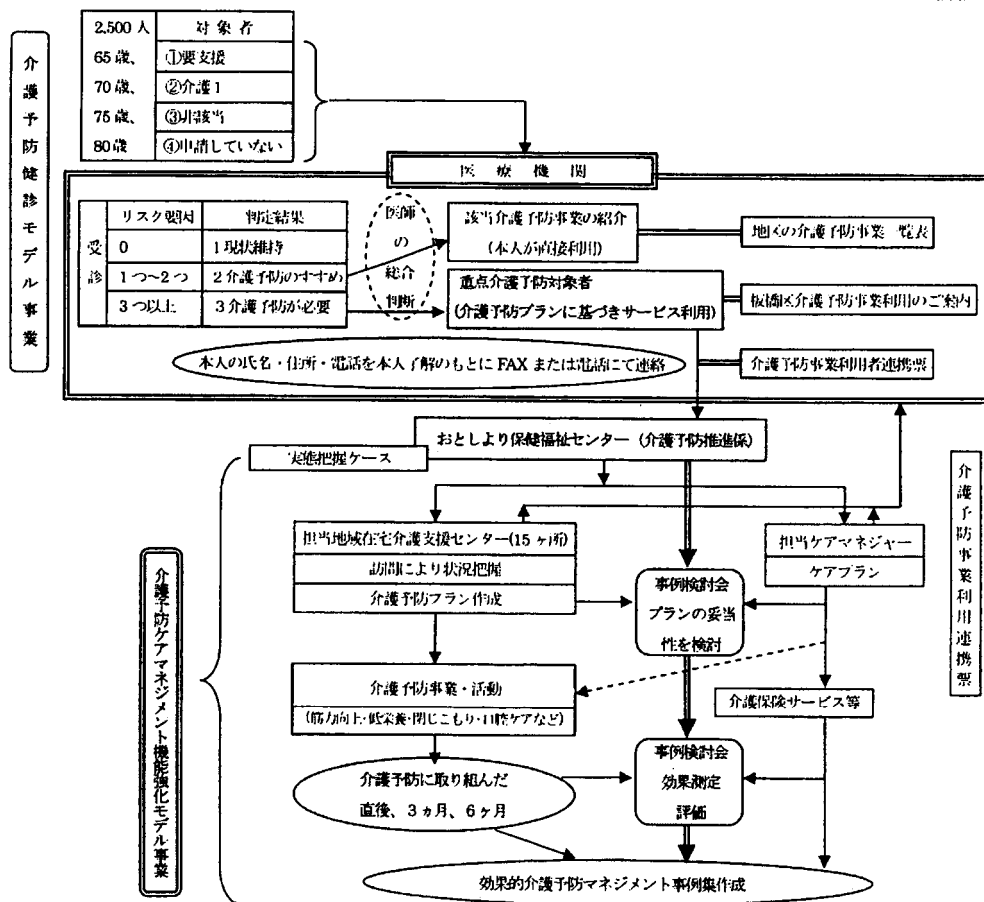 介護予防健診モデル事業
2,500人 対象者
65歳、 ①要支援
70歳、 ②介護1
75歳、 ③非該当
80歳 ④申請していない
医療機関
受診
リスク要因 判定結果
0 1現状維持
1つ～2つ 2介護予防のすすめ
3つ以上 3介護予防が必要
医師
の
総合
判断
該当介護予防事業の紹介
(本人が直接利用)
地区の介護予防事業一覧表
重点介護予防対象者
(介護予防プランに基づきサービス利用)
板橋区介護予防事業利用のご案内
本人の氏名・住所・電話を本人了解のもとに FAX または電話にて連絡
介護予防事業利用者連携票
おとしより保健福祉センター (介護予防推進係)
実態把握ケース
介護予防事業利用連携票
介護予防ケアマネジメント機能強化モデル事業
担当地域在宅介護支援センター(15ヶ所)
訪問により状況把握
介護予防プラン作成
担当ケアマネジャー
ケアプラン
事例検討会
プランの妥当
性を検討
介護予防事業・活動
(筋力向上・低栄養・閉じこもり・口腔ケアなど)
介護保険サービス等
介護予防に取り組んだ
直後、3ヵ月、6ヶ月
事例検討会
効果測定
評価
効果的介護予防マネジメント事例集作成